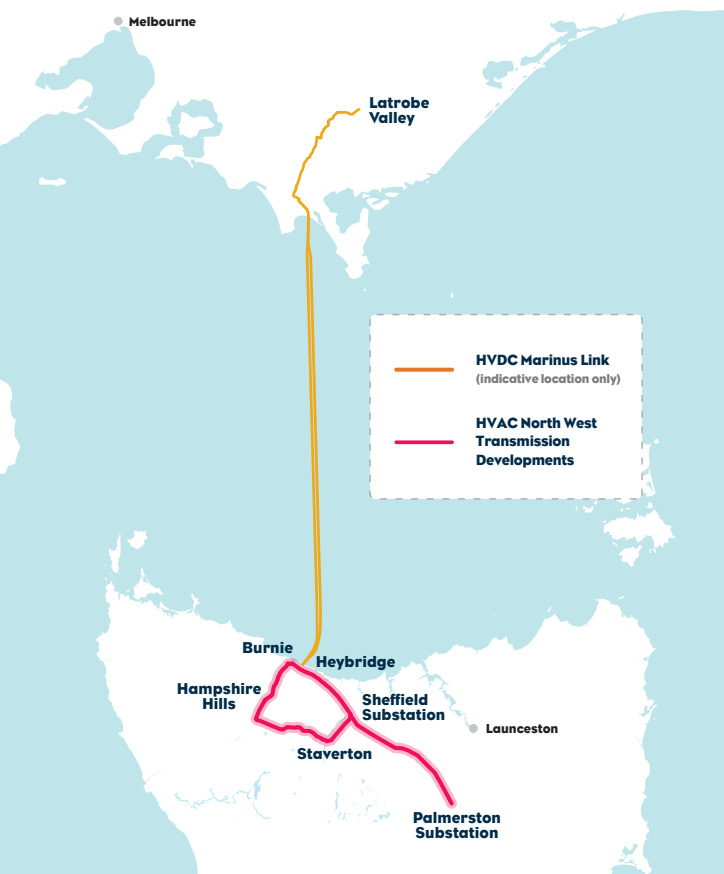 Melbourne
Latrobe
Valley
HVDC Marinus Link
(indicative location only)
HVAC North West
Transmission
Developments
Burnie
Heybridge
Hampshire
Hills
Sheffield
Substation
Launceston
Staverton
Palmerston
Substation